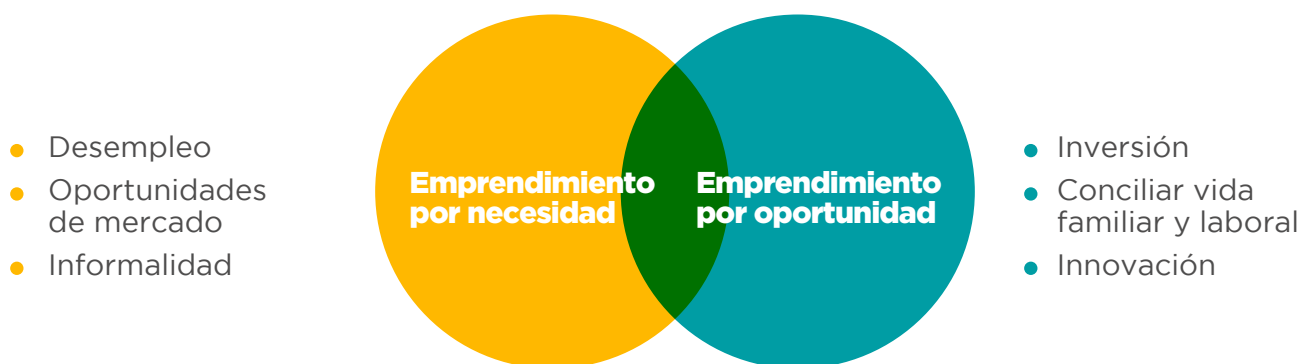 Desempleo
Oportunidades
de mercado
Informalidad
Emprendimiento
por necesidad
Emprendimiento
por oportunidad
Inversión
Conciliar vida
familiar y laboral
Innovación